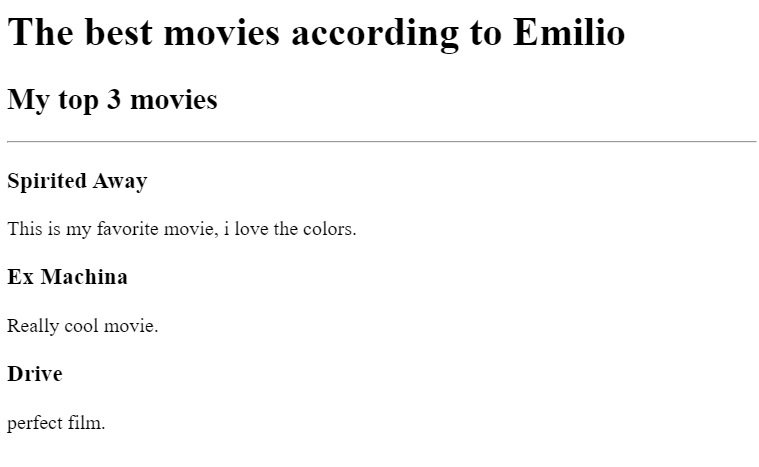 The best movies according to Emilio
My top 3 movies
Spirited Away
This is my favorite movie, i love the colors.
Ex Machina
Really cool movie.
Drive
perfect film.